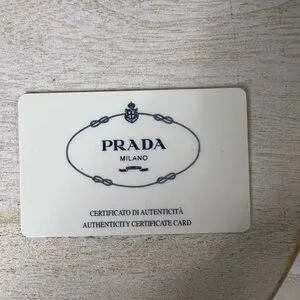 PRADA
MILANO
CERTIFICATO DI AUTENTICITÀ
AUTHENTICITY CERTIFICATE CARD